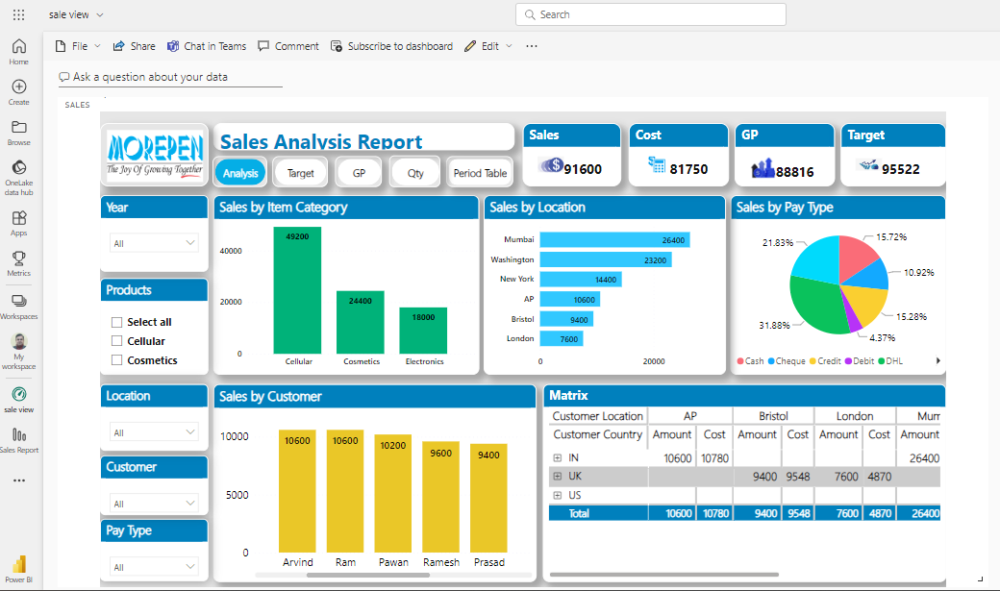 sale view
Search
File
Share
Chat in Teams
Comment
Subscribe to dashboard
Edit
Home
Create
Browse
OneLake
data hub
Apps
Metrics
Workspaces
My
workspace
sale view
Sales Report
Power BI
Ask a question about your data
SALES
MOREPEN
The Joy Of Growing Together
Sales Analysis Report
Analysis
Target
GP
Qty
Period Table
Sales
91600
Cost
81750
GP
88816
Target
95522
Year
All
Products
Select all
Cellular
Cosmetics
Location
All
Customer
All
Pay Type
All
Sales by Item Category
40000
20000
0
49200
24400
18000
Cellular
Cosmetics
Electronics
Sales by Location
Mumbai 26400
Washington 23200
New York 14400
AP 10600
Bristol 9400
London 7600
0 20000
Sales by Pay Type
15.72%
10.92%
15.28%
4.37%
31.88%
21.83%
Cash Cheque Credit Debit DHL
Sales by Customer
10000
5000
0
10600 10600 10200 9600 9400
Arvind Ram Pawan Ramesh Prasad
Matrix
Customer Location AP Bristol London Mum
Customer Country Amount Cost Amount Cost Amount Cost Amount
IN 10600 10780 26400
UK 9400 9548 7600 4870
US
Total 10600 10780 9400 9548 7600 4870 26400